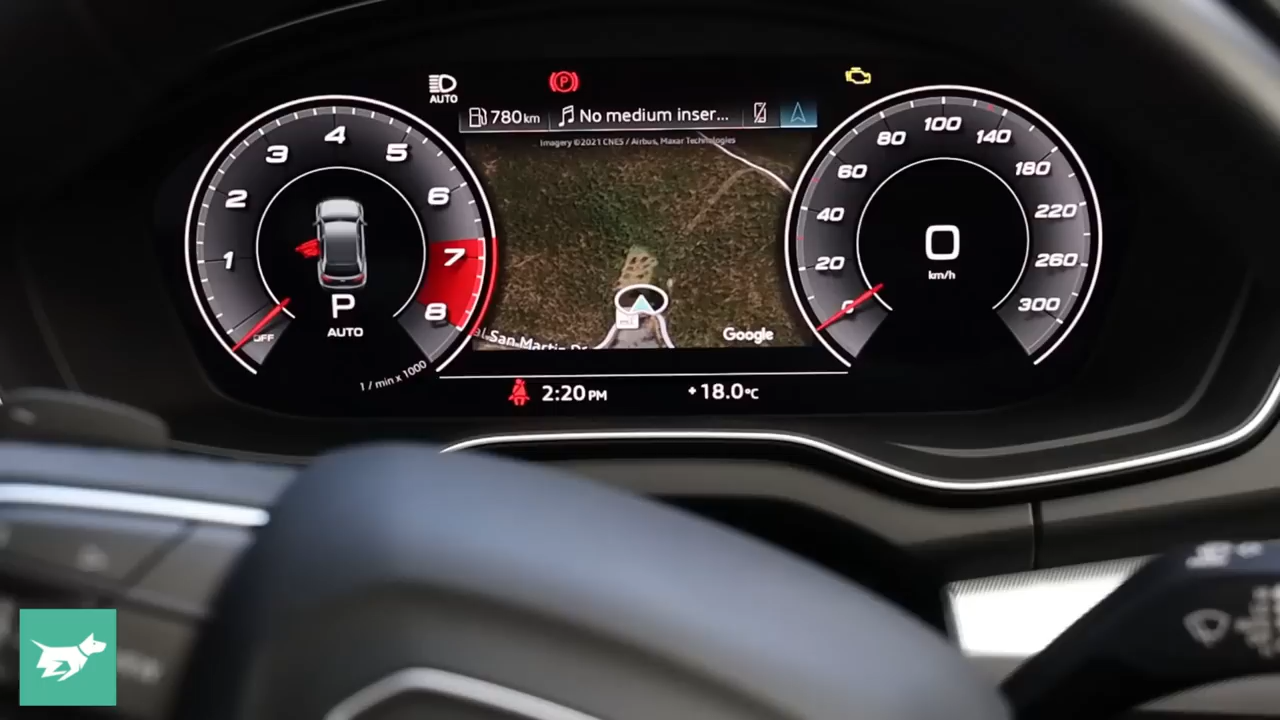 AUTO
P
780km
No medium inser...
Imagery ©2021 CNES / Airbus, Maxar Technologies
1
2
3
4
5
6
7
8
OFF
P
AUTO
1 / min x 1000
San Martin Dr
Google
0
20
40
60
80
100
140
180
220
260
300
0
km/h
2:20 PM
+18.0°C